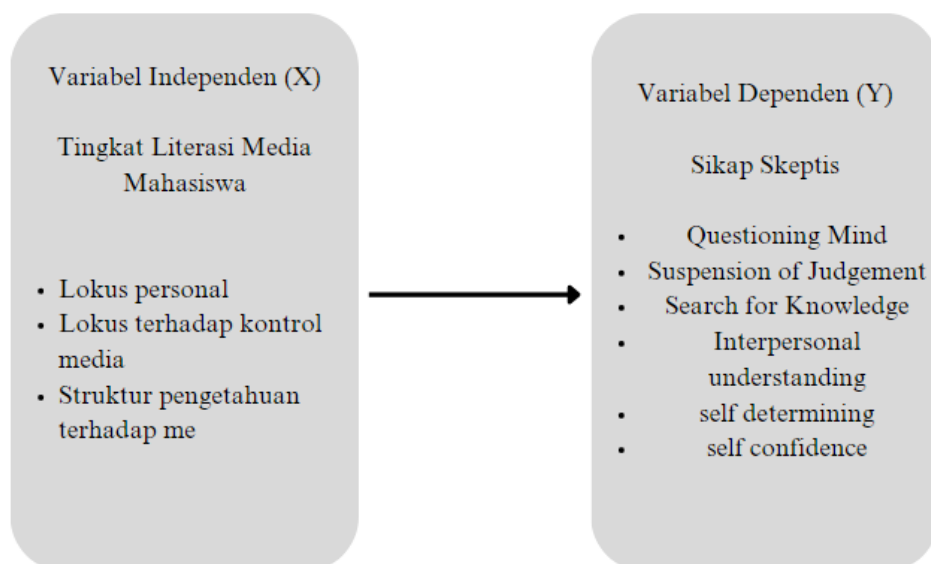 Variabel Independen (X)
Tingkat Literasi Media
Mahasiswa
• Lokus personal
• Lokus terhadap kontrol
media
• Struktur pengetahuan
terhadap me
Variabel Dependen (Y)
Sikap Skeptis
• Questioning Mind
• Suspension of Judgement
• Search for Knowledge
• Interpersonal
understanding
• self determining
• self confidence